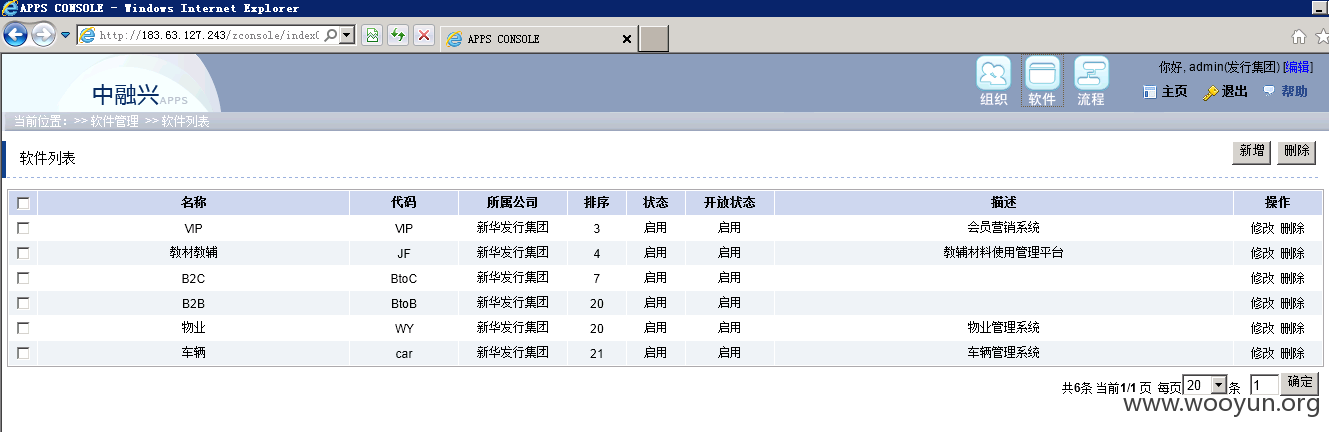 APPS CONSOLE - Windows Internet Explorer
http://183.63.127.243/zconsole/index
APPS CONSOLE
中融兴APPS
组织 软件 流程
你好, admin(发行集团) [编辑]
主页 退出 帮助
当前位置: >> 软件管理 >> 软件列表
软件列表 新增 删除
名称 代码 所属公司 排序 状态 开放状态 描述 操作
VIP VIP 新华发行集团 3 启用 启用 会员营销系统 修改 删除
教材教辅 JF 新华发行集团 4 启用 启用 教辅材料使用管理平台 修改 删除
B2C BtoC 新华发行集团 7 启用 启用 修改 删除
B2B BtoB 新华发行集团 20 启用 启用 修改 删除
物业 WY 新华发行集团 20 启用 启用 物业管理系统 修改 删除
车辆 car 新华发行集团 21 启用 启用 车辆管理系统 修改 删除
共6条 当前1/1 页 每页 20 条 1 确定
www.wooyun.org